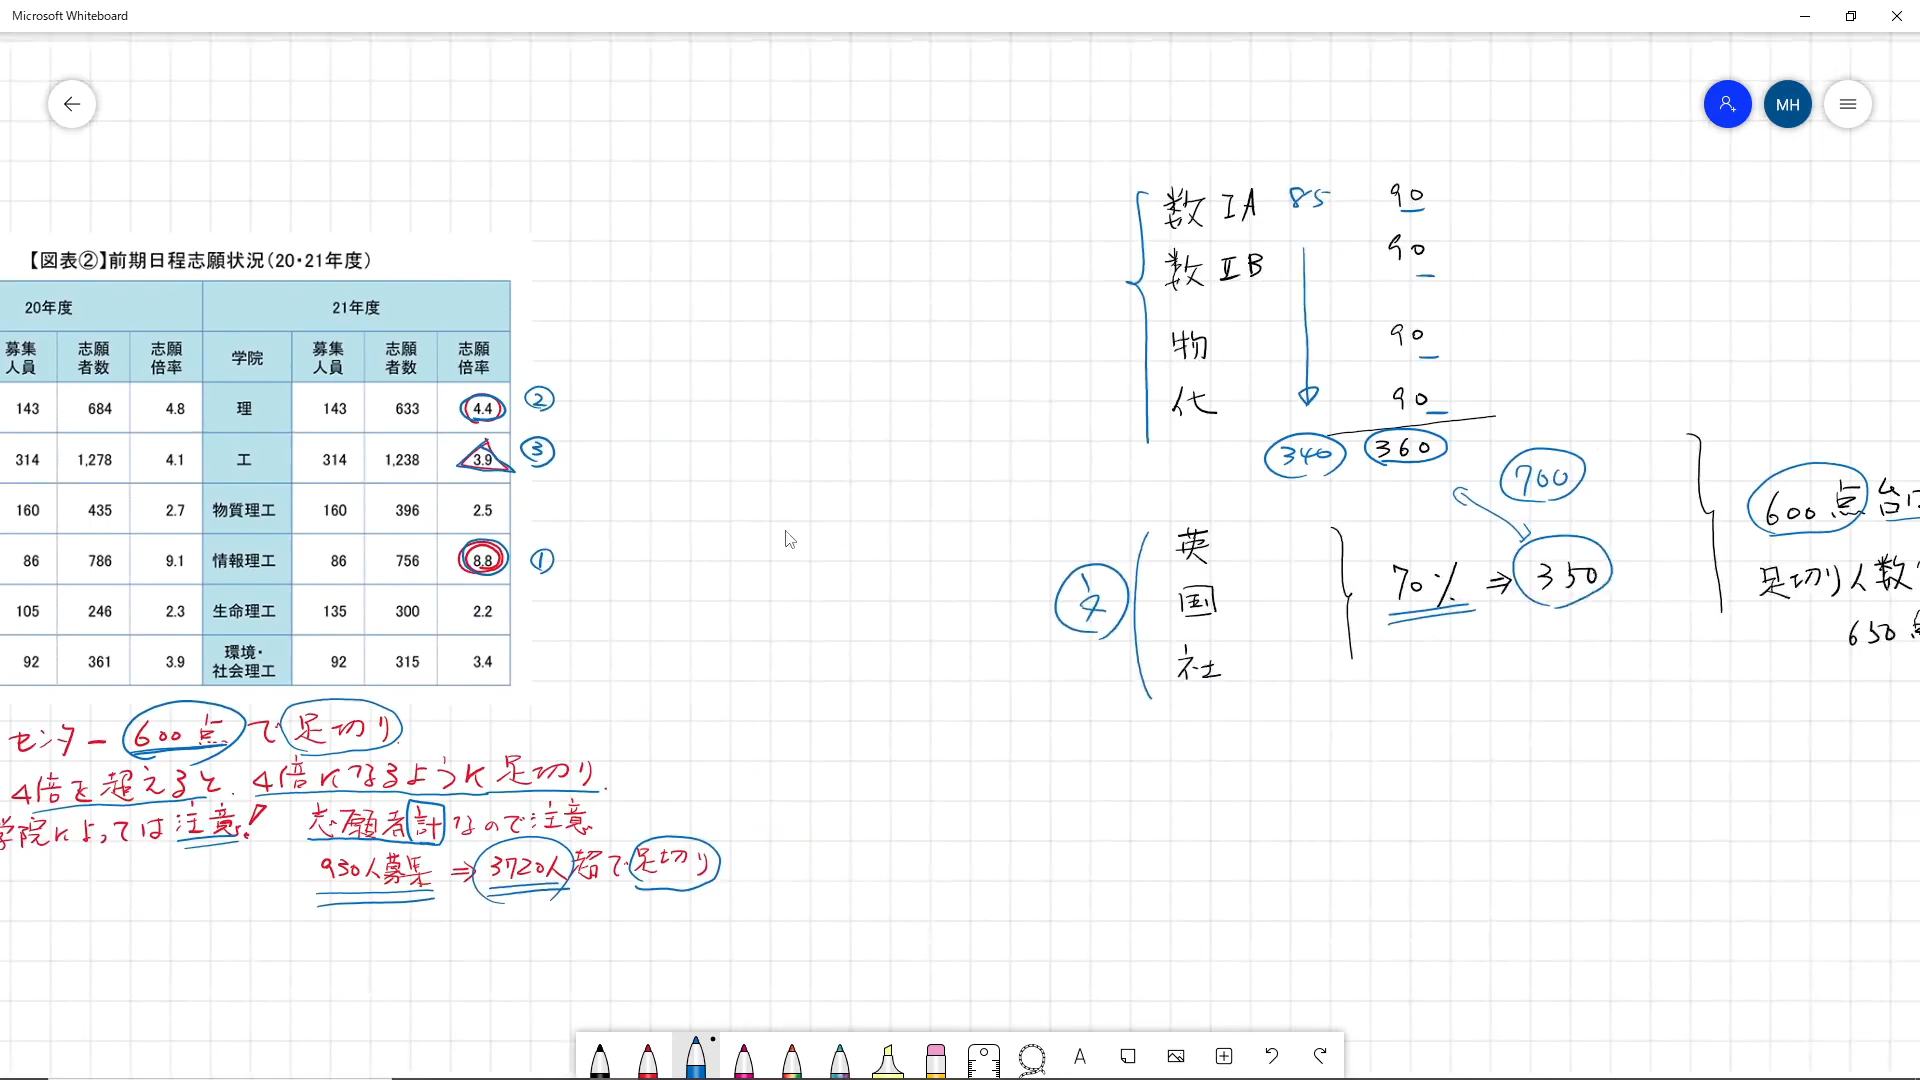 Microsoft Whiteboard
MH
【図表②】前期日程志願状況(20・21年度)
20年度 21年度
募集人員 志願者数 志願倍率 学院 募集人員 志願者数 志願倍率
143 684 4.8 理 143 633 4.4 ②
314 1,278 4.1 工 314 1,238 3.9 ③
160 435 2.7 物質理工 160 396 2.5
86 786 9.1 情報理工 86 756 8.8 ①
105 246 2.3 生命理工 135 300 2.2
92 361 3.9 環境・社会理工 92 315 3.4
センター 600点 で 足切り
4倍を超えると、4倍になるように足切り.
学院によっては注意! 志願者計なので注意
930人募集 ⇒ 3720人超で足切り
数ⅠA 85 90
数ⅡB 90
物 90
化 90
340 360
700
英
国
社
70% ⇒ 350
600点台
足切り人数
650
A